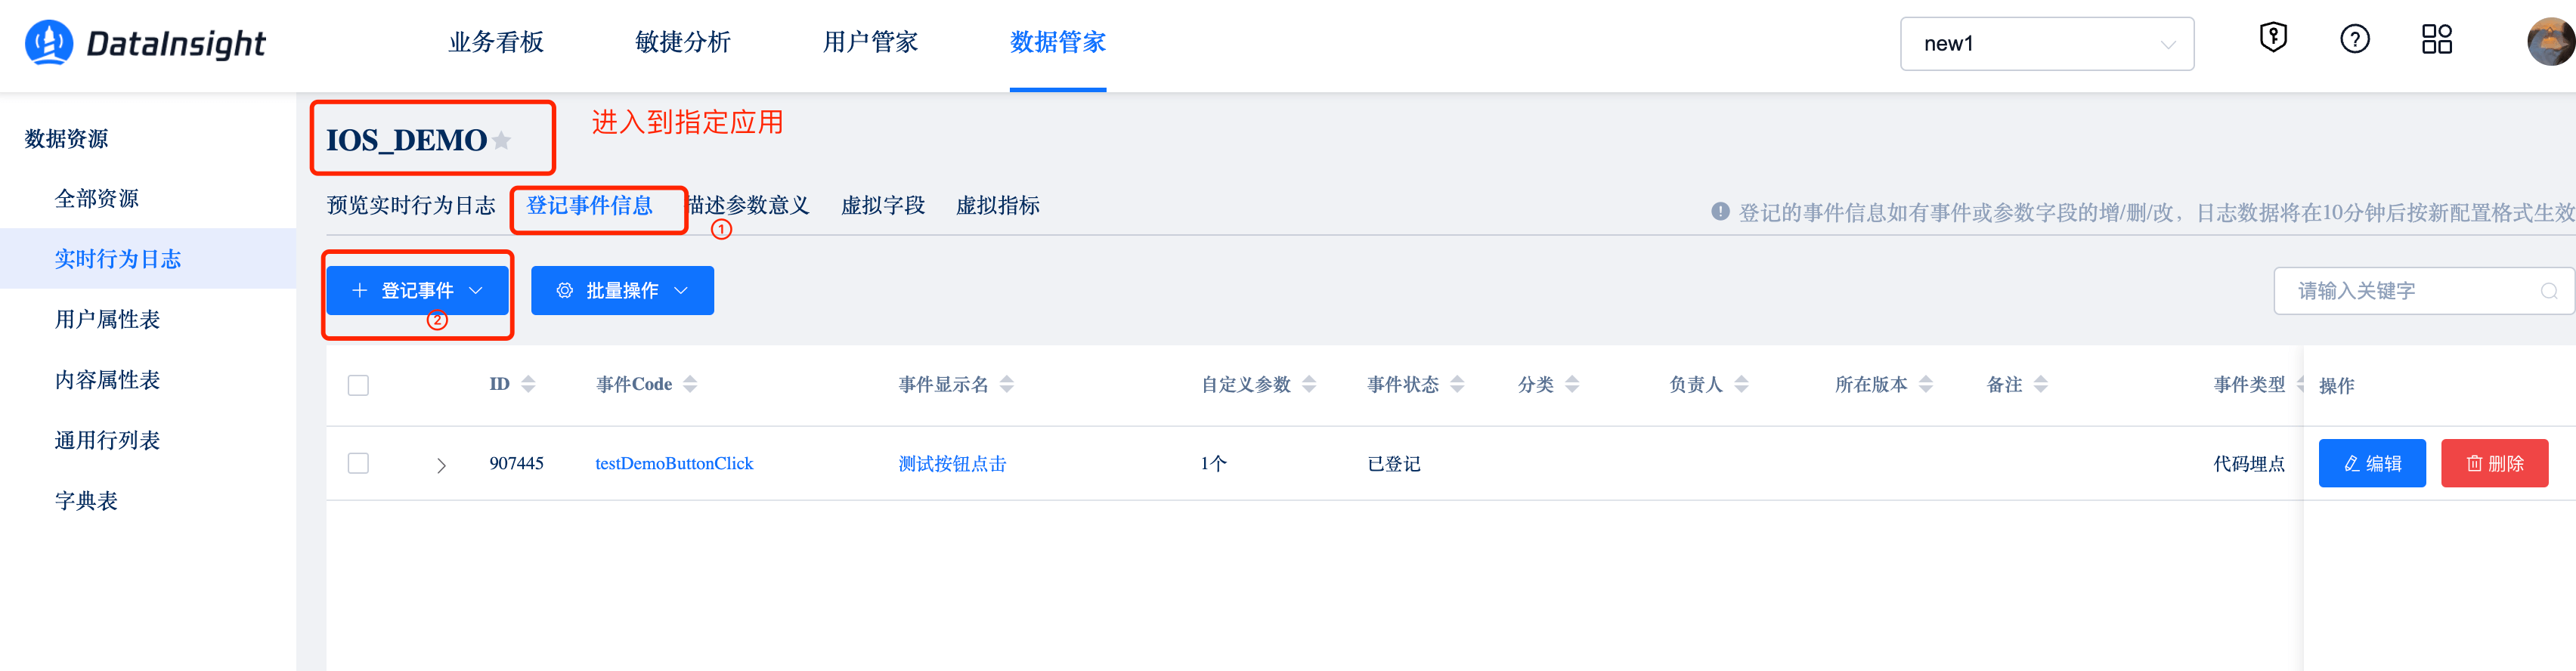 DataInsight
业务看板
敏捷分析
用户管家
数据管家
new1
数据资源
全部资源
实时行为日志
用户属性表
内容属性表
通用行列表
字典表
IOS_DEMO
进入到指定应用
预览实时行为日志
登记事件信息
描述参数意义
虚拟字段
虚拟指标
①
登记的事件信息如有事件或参数字段的增/删/改，日志数据将在10分钟后按新配置格式生效
登记事件
②
批量操作
请输入关键字
ID 事件Code 事件显示名 自定义参数 事件状态 分类 负责人 所在版本 备注 事件类型 操作
907445 testDemoButtonClick 测试按钮点击 1个 已登记 代码埋点 编辑 删除